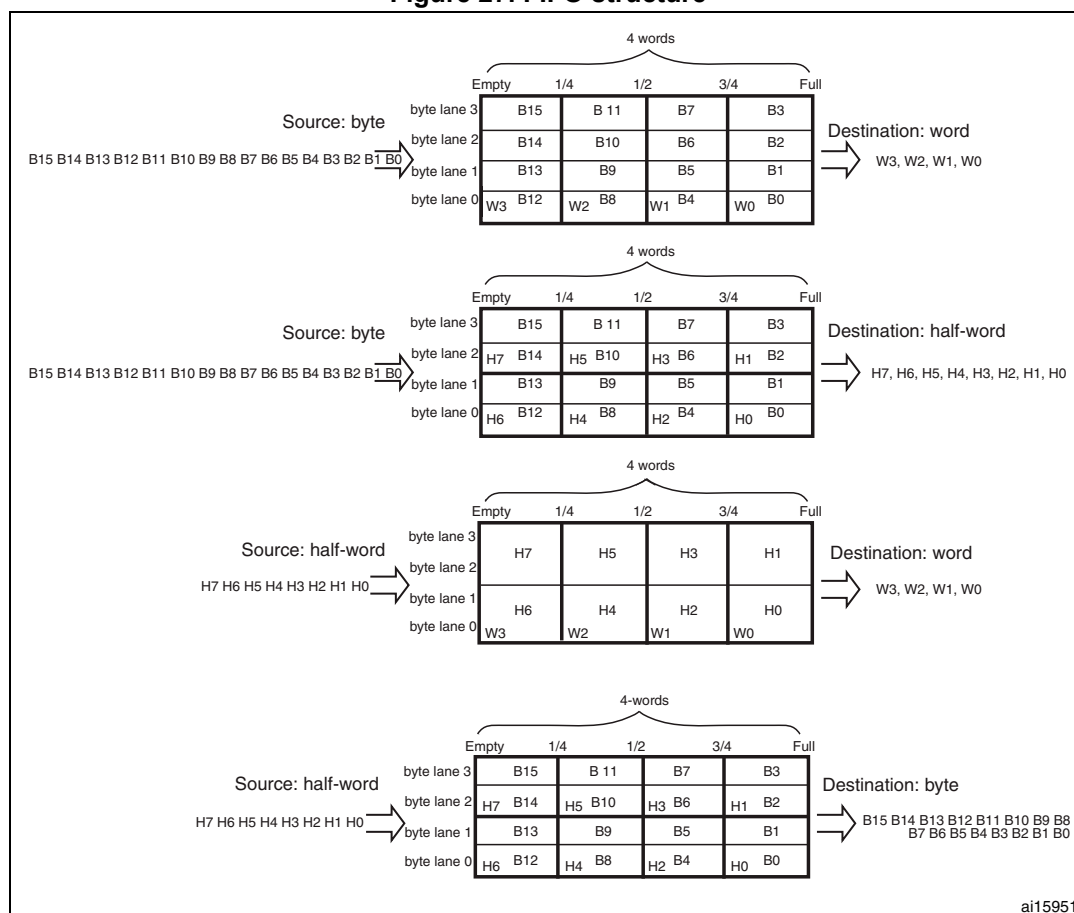 Figure 27. FIFO structure
4 words
Empty 1/4 1/2 3/4 Full
Source: byte
B15 B14 B13 B12 B11 B10 B9 B8 B7 B6 B5 B4 B3 B2 B1 B0
byte lane 3 B15 B 11 B7 B3
byte lane 2 B14 B10 B6 B2
byte lane 1 B13 B9 B5 B1
byte lane 0 W3 B12 W2 B8 W1 B4 W0 B0
Destination: word
W3, W2, W1, W0
4 words
Empty 1/4 1/2 3/4 Full
Source: byte
B15 B14 B13 B12 B11 B10 B9 B8 B7 B6 B5 B4 B3 B2 B1 B0
byte lane 3 B15 B 11 B7 B3
byte lane 2 H7 B14 H5 B10 H3 B6 H1 B2
byte lane 1 B13 B9 B5 B1
byte lane 0 H6 B12 H4 B8 H2 B4 H0 B0
Destination: half-word
H7, H6, H5, H4, H3, H2, H1, H0
4 words
Empty 1/4 1/2 3/4 Full
Source: half-word
H7 H6 H5 H4 H3 H2 H1 H0
byte lane 3
H7 H5 H3 H1
byte lane 2
byte lane 1
H6 H4 H2 H0
byte lane 0 W3 W2 W1 W0
Destination: word
W3, W2, W1, W0
4-words
Empty 1/4 1/2 3/4 Full
Source: half-word
H7 H6 H5 H4 H3 H2 H1 H0
byte lane 3 B15 B 11 B7 B3
byte lane 2 H7 B14 H5 B10 H3 B6 H1 B2
byte lane 1 B13 B9 B5 B1
byte lane 0 H6 B12 H4 B8 H2 B4 H0 B0
Destination: byte
B15 B14 B13 B12 B11 B10 B9 B8
B7 B6 B5 B4 B3 B2 B1 B0
ai15951